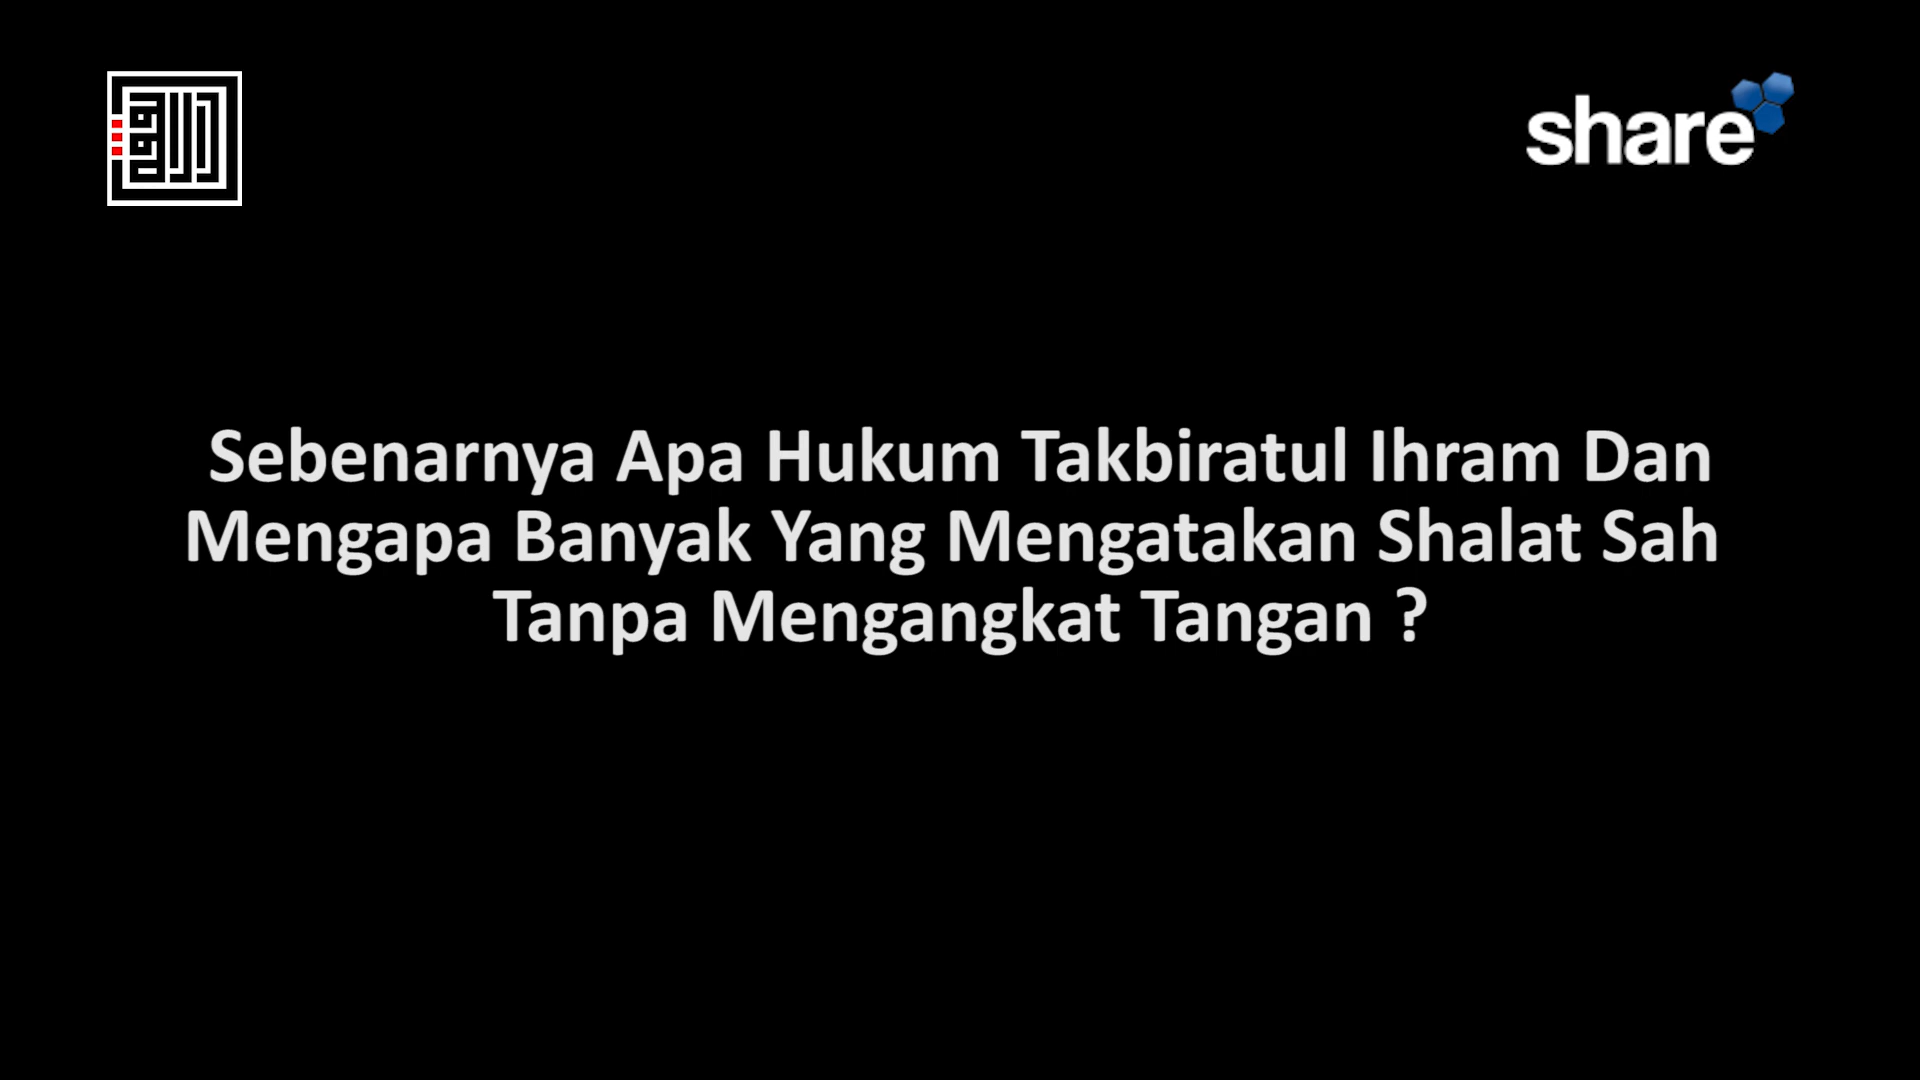 share
Sebenarnya Apa Hukum Takbiratul Ihram Dan
Mengapa Banyak Yang Mengatakan Shalat Sah
Tanpa Mengangkat Tangan ?